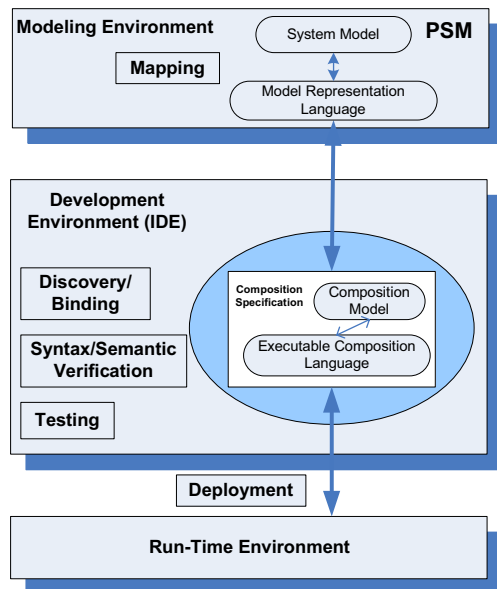 Modeling Environment
System Model
PSM
Mapping
Model Representation
Language
Development
Environment (IDE)
Discovery/
Binding
Composition
Specification
Composition
Model
Syntax/Semantic
Verification
Executable Composition
Language
Testing
Deployment
Run-Time Environment